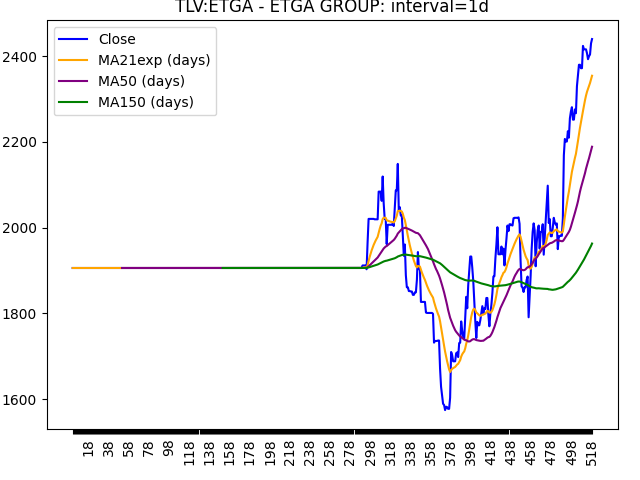 TLV:ETGA - ETGA GROUP: interval=1d
Close
MA21exp (days)
MA50 (days)
MA150 (days)
2400
2200
2000
1800
1600
18 38 58 78 98 118 138 158 178 198 218 238 258 278 298 318 338 358 378 398 418 438 458 478 498 518